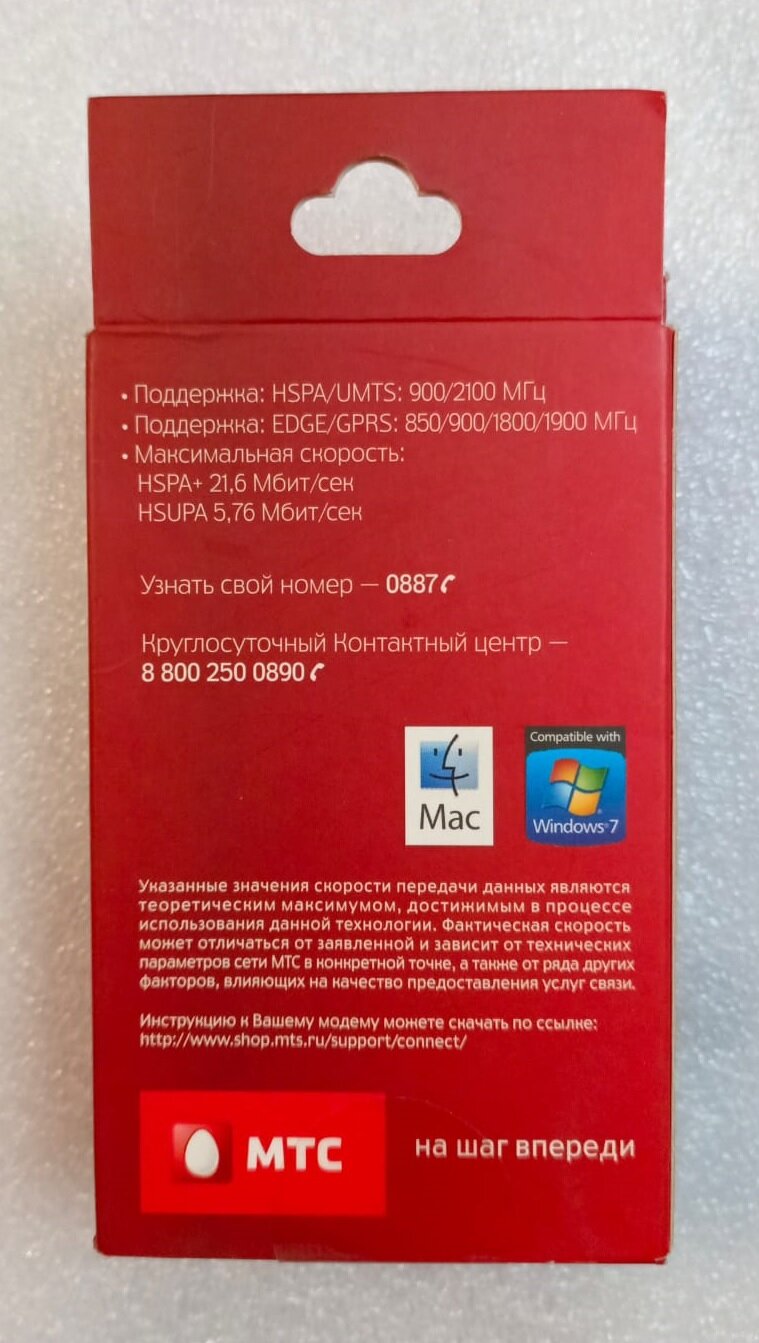 • Поддержка: HSPA/UMTS: 900/2100 МГц
• Поддержка: EDGE/GPRS: 850/900/1800/1900 МГц
• Максимальная скорость:
HSPA+ 21,6 Мбит/сек
HSUPA 5,76 Мбит/сек
Узнать свой номер — 0887
Круглосуточный Контактный центр —
8 800 250 0890
Mac
Compatible with
Windows® 7
Указанные значения скорости передачи данных являются
теоретическим максимумом, достижимым в процессе
использования данной технологии. Фактическая скорость
может отличаться от заявленной и зависит от технических
параметров сети МТС в конкретной точке, а также от ряда других
факторов, влияющих на качество предоставления услуг связи.
Инструкцию к Вашему модему можете скачать по ссылке:
http://www.shop.mts.ru/support/connect/
МТС
на шаг впереди